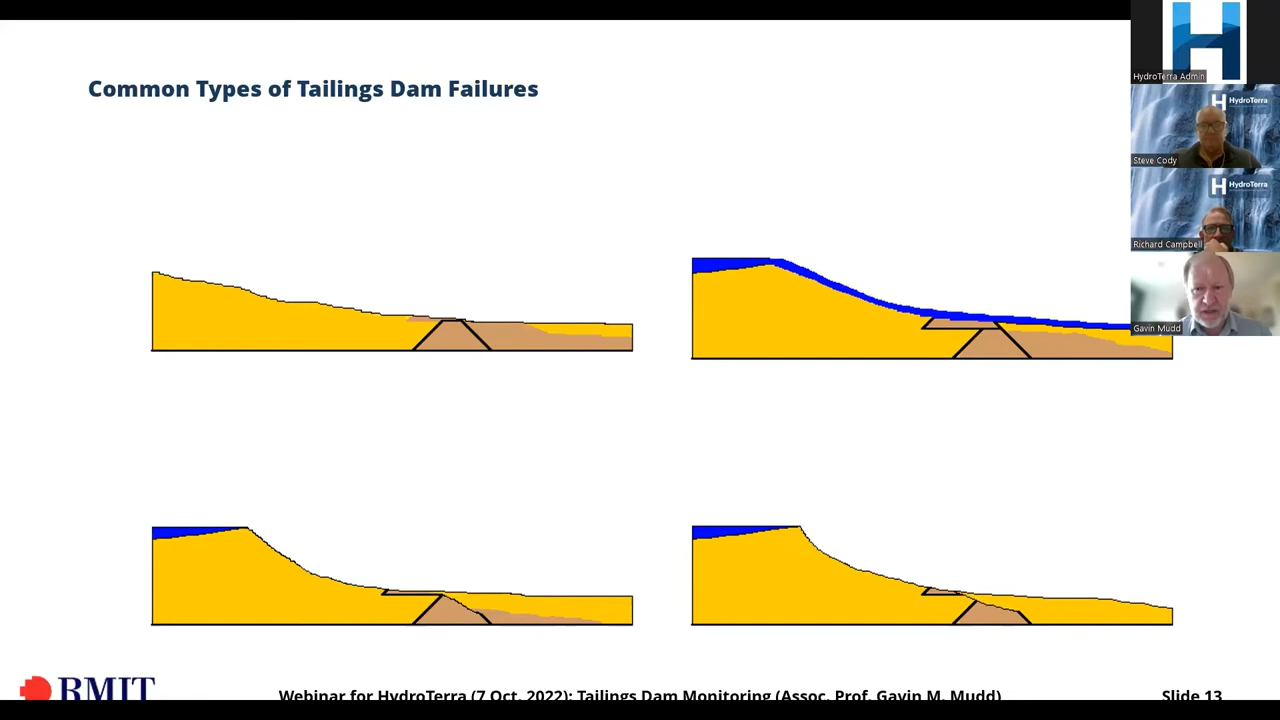 Common Types of Tailings Dam Failures
HydroTerra Admin
HydroTerra
Steve Cody
HydroTerra
Richard Campbell
Gavin Mudd
RMIT
Webinar for HydroTerra (7 Oct. 2022): Tailings Dam Monitoring (Assoc. Prof. Gavin M. Mudd)
Slide 13